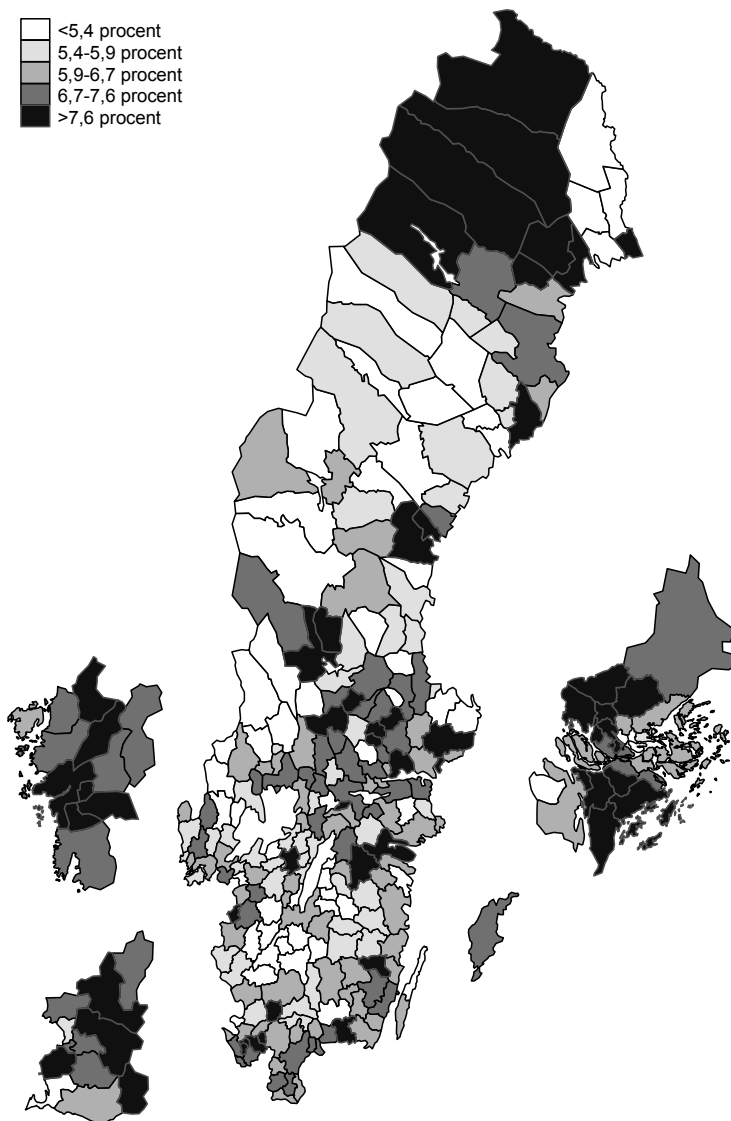 <5,4 procent
5,4-5,9 procent
5,9-6,7 procent
6,7-7,6 procent
>7,6 procent